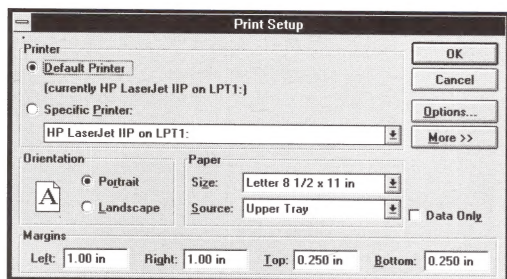 Print Setup
Printer
Default Printer
(currently HP LaserJet IIP on LPT1:)
Specific Printer:
HP LaserJet IIP on LPT1:
OK
Cancel
Options...
More >>
Orientation
A
Portrait
Landscape
Paper
Size: Letter 8 1/2 x 11 in
Source: Upper Tray
Data Only
Margins
Left: 1.00 in Right: 1.00 in Top: 0.250 in Bottom: 0.250 in